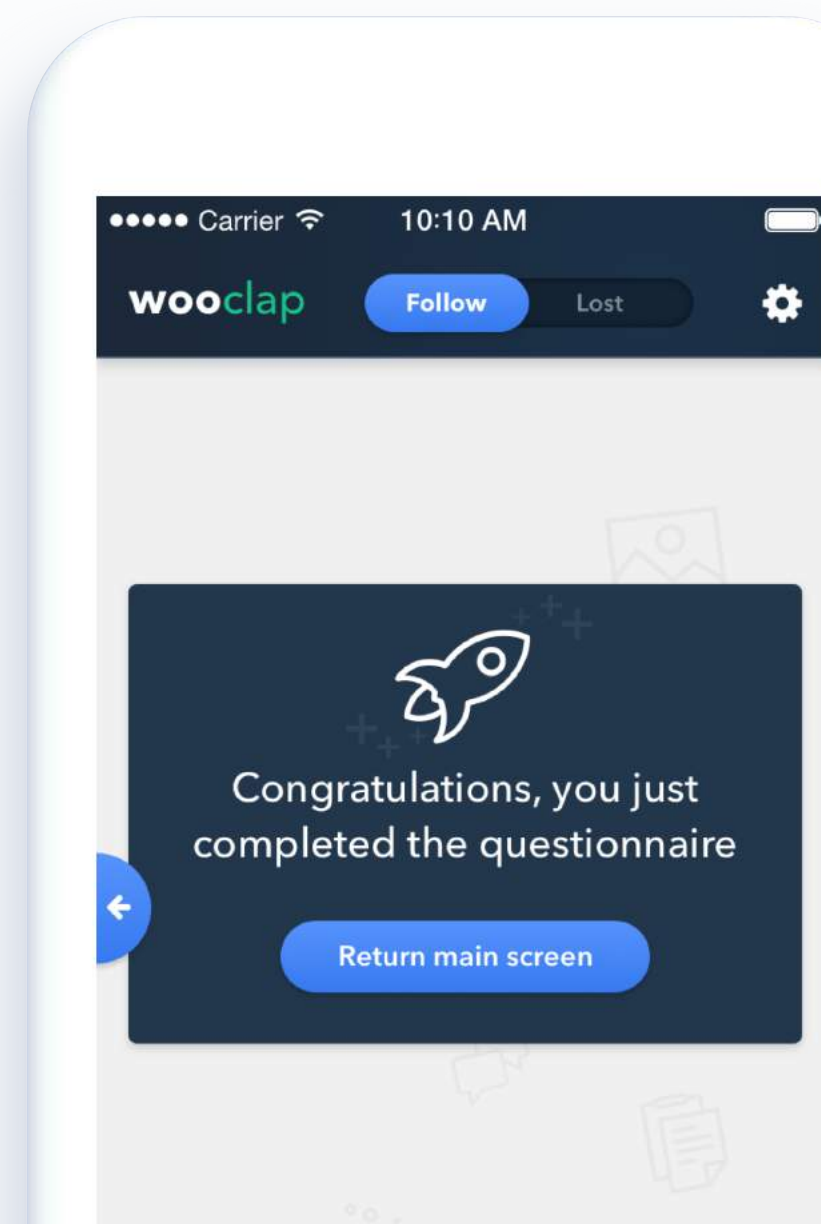 Carrier 10:10 AM
wooclap Follow Lost
Congratulations, you just
completed the questionnaire
Return main screen